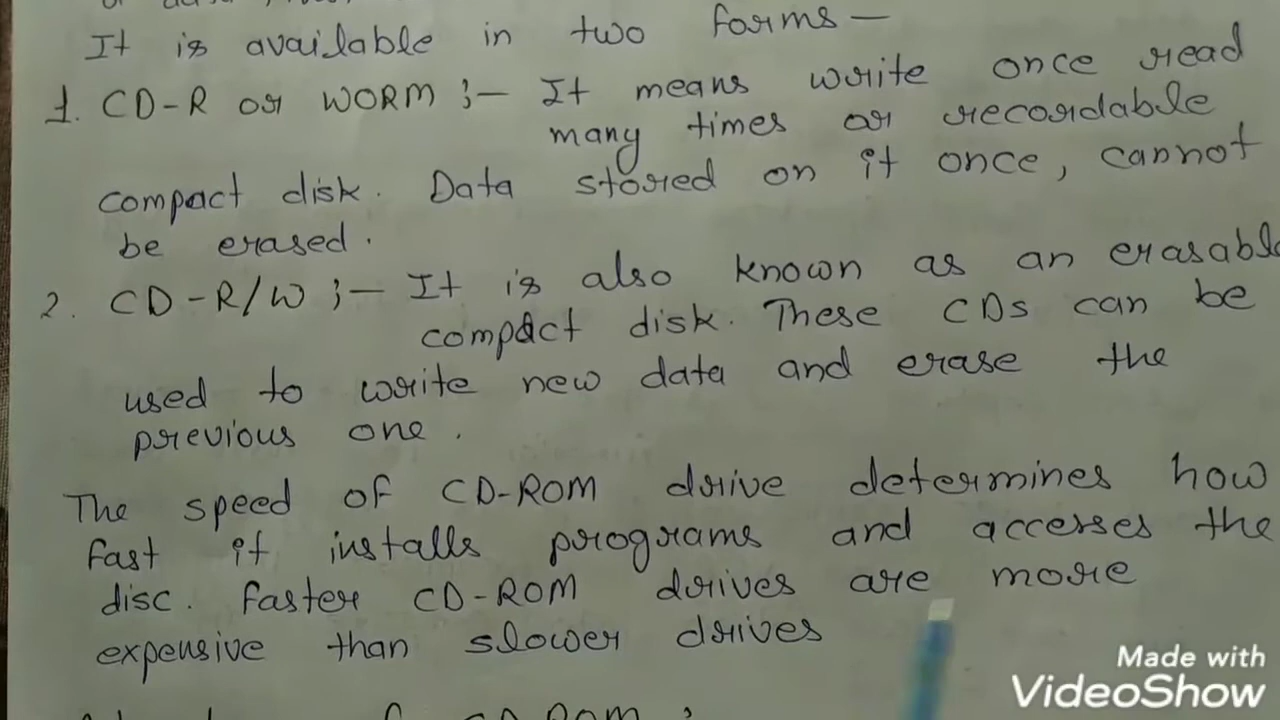 It is available in two forms —
1. CD-R or WORM :- It means write once read
many times or recordable
compact disk. Data stored on it once, cannot
be erased.
2. CD-R/W :- It is also known as an erasable
compact disk. These CDs can be
used to write new data and erase the
previous one.
The speed of CD-ROM drive determines how
fast it installs programs and accesses the
disc. faster CD-ROM drives are more
expensive than slower drives
CD-ROM :
Made with
VideoShow